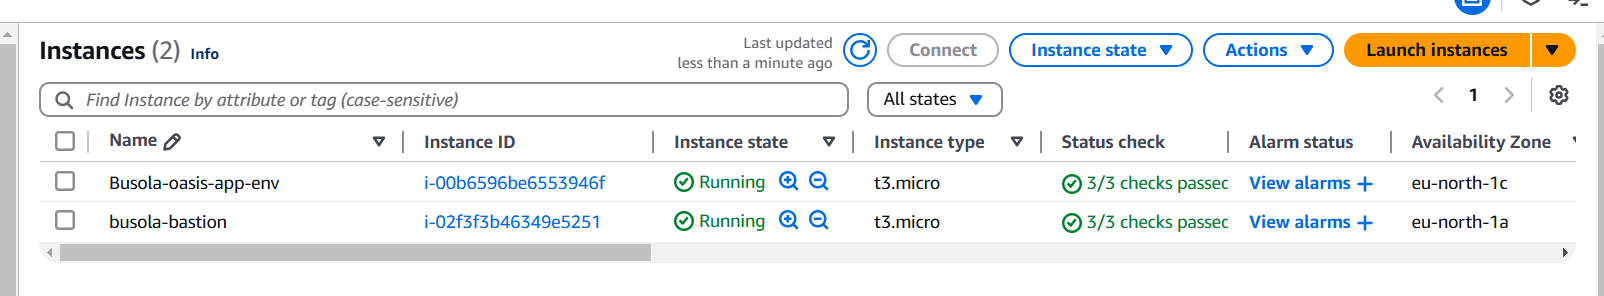 Instances (2) Info
Last updated
less than a minute ago
Connect
Instance state
Actions
Launch instances
Find Instance by attribute or tag (case-sensitive)
All states
1
Name Instance ID Instance state Instance type Status check Alarm status Availability Zone
Busola-oasis-app-env i-00b6596be6553946f Running t3.micro 3/3 checks passed View alarms + eu-north-1c
busola-bastion i-02f3f3b46349e5251 Running t3.micro 3/3 checks passed View alarms + eu-north-1a